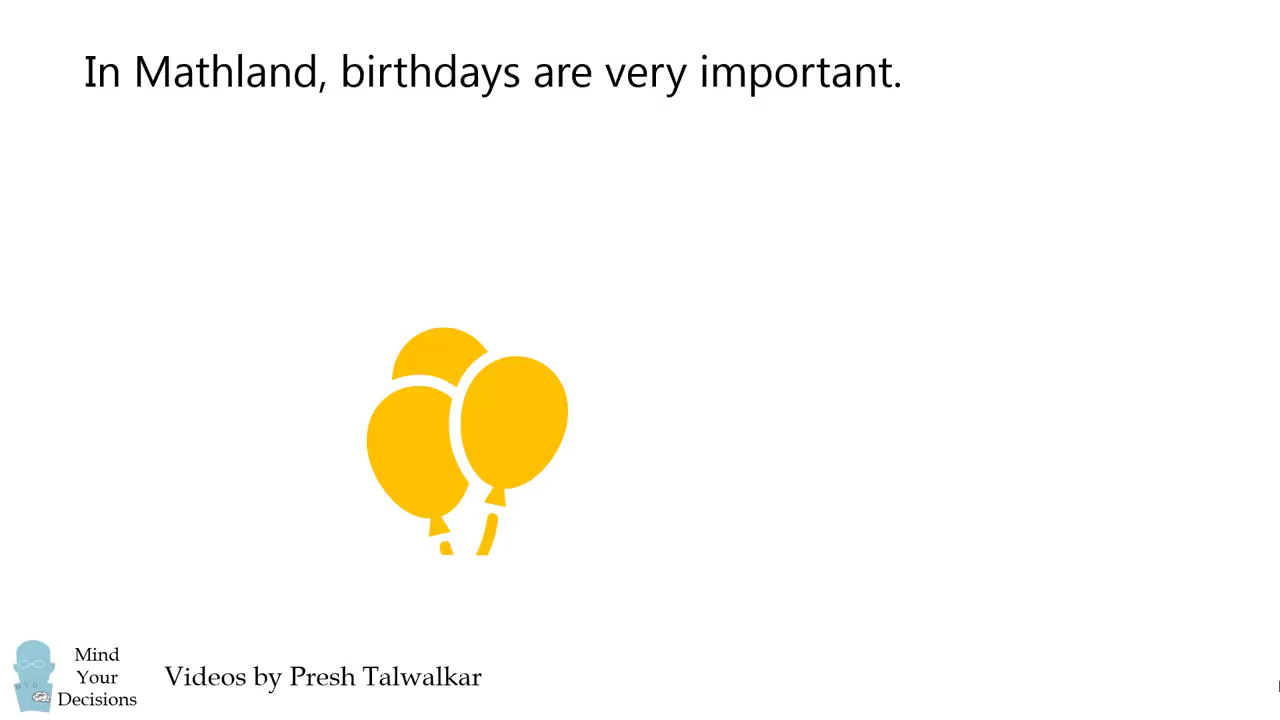 In Mathland, birthdays are very important.
Mind
Your
Decisions
Videos by Presh Talwalkar